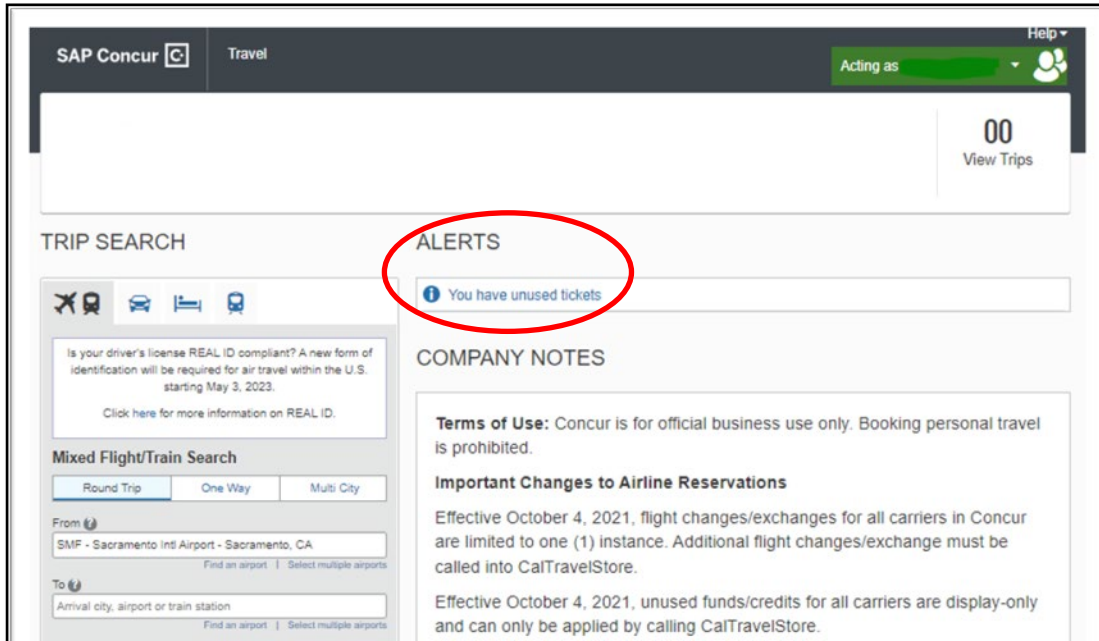 Help
SAP Concur C Travel
Acting as
00
View Trips
TRIP SEARCH
Is your driver's license REAL ID compliant? A new form of
identification will be required for air travel within the U.S.
starting May 3, 2023.
Click here for more information on REAL ID.
Mixed Flight/Train Search
Round Trip One Way Multi City
From ?
SMF - Sacramento Intl Airport - Sacramento, CA
Find an airport | Select multiple airports
To ?
Arrival city, airport or train station
Find an airport | Select multiple airports
ALERTS
You have unused tickets
COMPANY NOTES
Terms of Use: Concur is for official business use only. Booking personal travel
is prohibited.
Important Changes to Airline Reservations
Effective October 4, 2021, flight changes/exchanges for all carriers in Concur
are limited to one (1) instance. Additional flight changes/exchange must be
called into CalTravelStore.
Effective October 4, 2021, unused funds/credits for all carriers are display-only
and can only be applied by calling CalTravelStore.